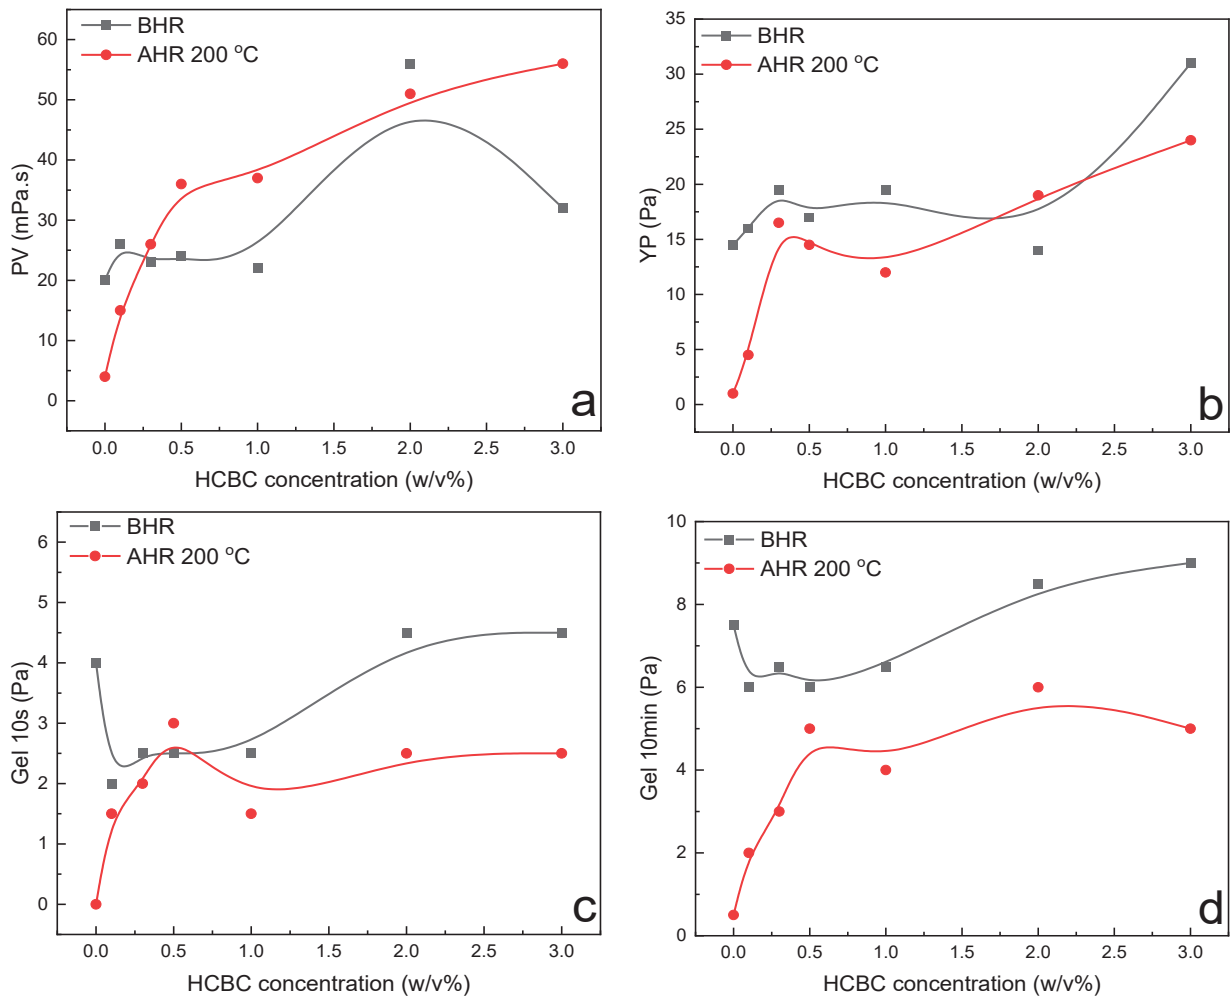 BHR
AHR 200 °C
PV (mPa.s)
60
50
40
30
20
10
0
0.0 0.5 1.0 1.5 2.0 2.5 3.0
HCBC concentration (w/v%)
a
BHR
AHR 200 °C
YP (Pa)
35
30
25
20
15
10
5
0
0.0 0.5 1.0 1.5 2.0 2.5 3.0
HCBC concentration (w/v%)
b
BHR
AHR 200 °C
Gel 10s (Pa)
6
5
4
3
2
1
0
0.0 0.5 1.0 1.5 2.0 2.5 3.0
HCBC concentration (w/v%)
c
BHR
AHR 200 °C
Gel 10min (Pa)
10
8
6
4
2
0
0.0 0.5 1.0 1.5 2.0 2.5 3.0
HCBC concentration (w/v%)
d